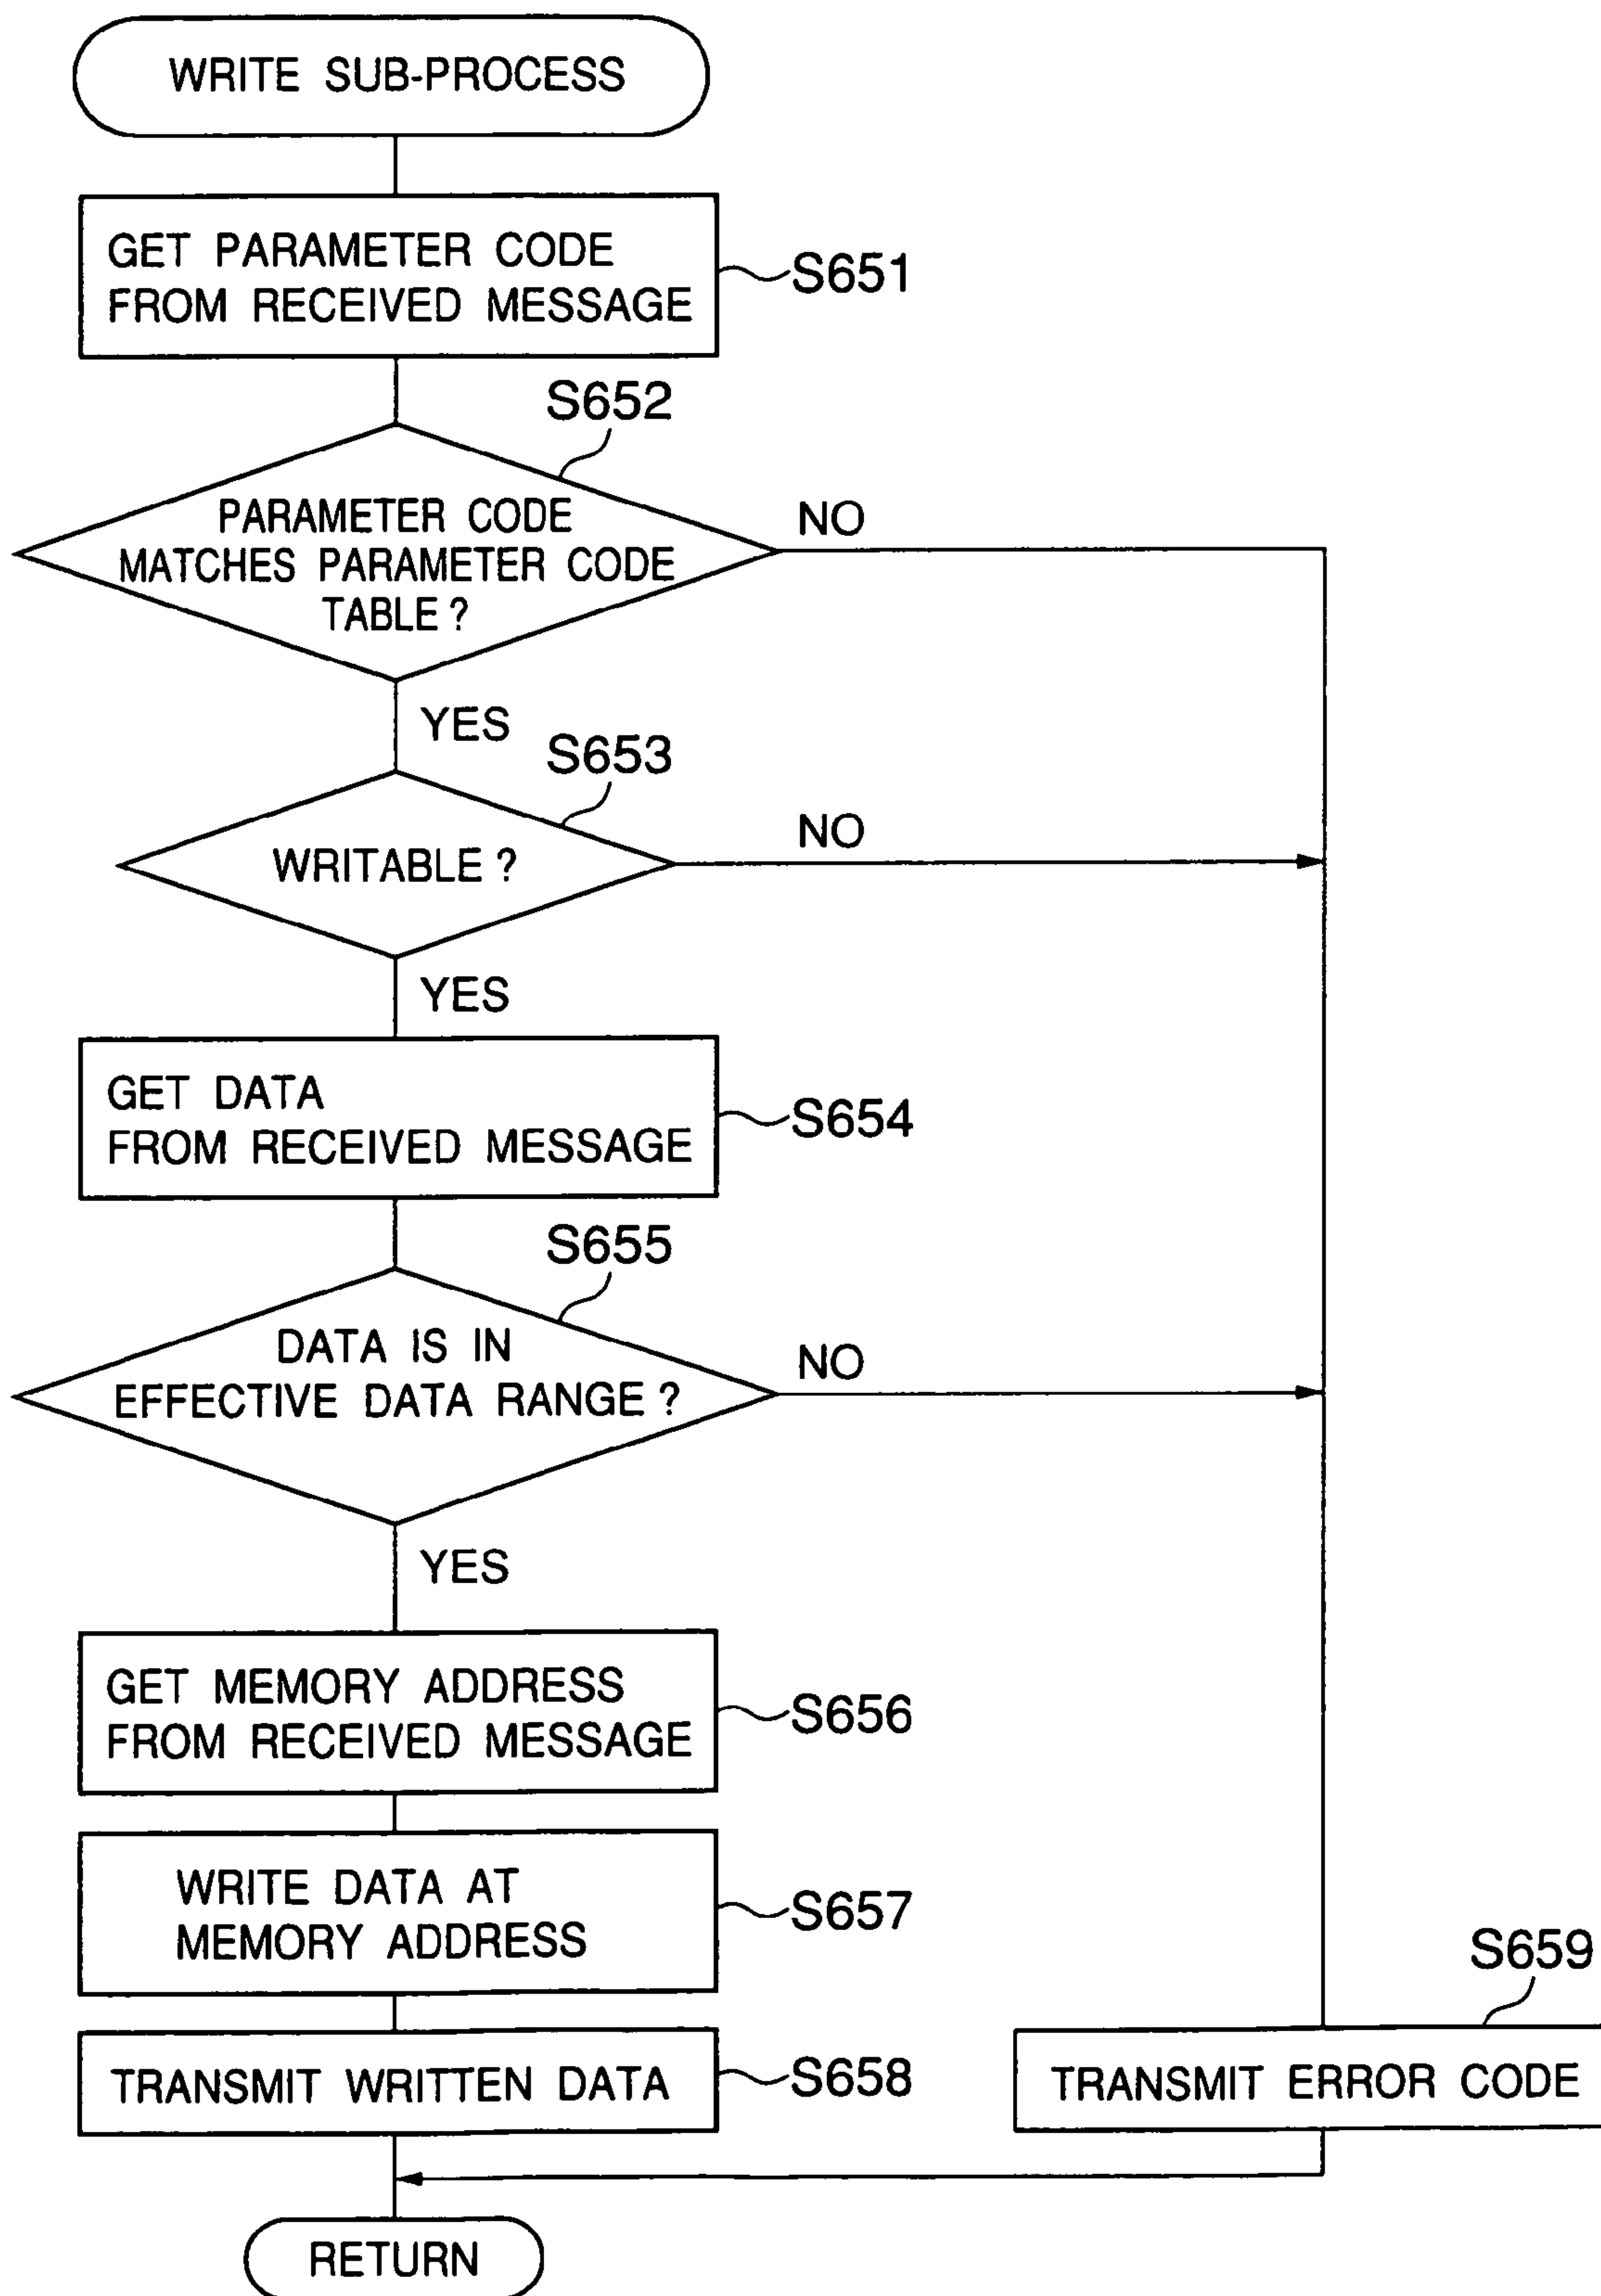 WRITE SUB-PROCESS
GET PARAMETER CODE
FROM RECEIVED MESSAGE
S651
S652
PARAMETER CODE
MATCHES PARAMETER CODE
TABLE ?
NO
YES
S653
WRITABLE ?
NO
YES
GET DATA
FROM RECEIVED MESSAGE
S654
S655
DATA IS IN
EFFECTIVE DATA RANGE ?
NO
YES
GET MEMORY ADDRESS
FROM RECEIVED MESSAGE
S656
WRITE DATA AT
MEMORY ADDRESS
S657
TRANSMIT WRITTEN DATA
S658
S659
TRANSMIT ERROR CODE
RETURN